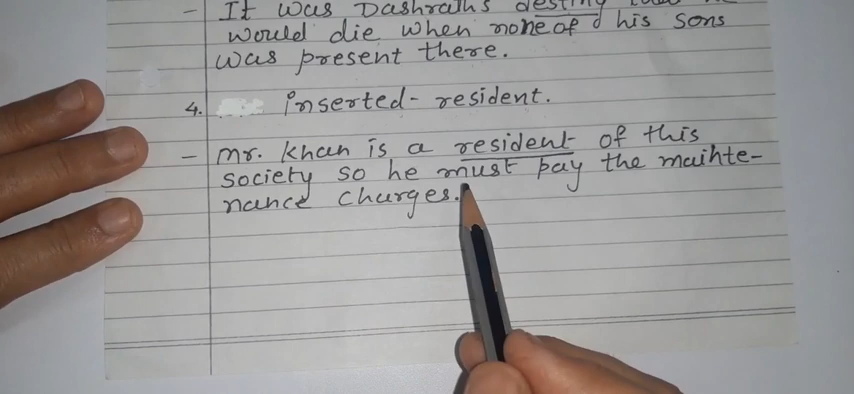 - It was Dashrath's destiny
would die when none of his sons
was present there.
4. inserted - resident.
- Mr. Khan is a resident of this
society so he must pay the mainte-
nance charges.